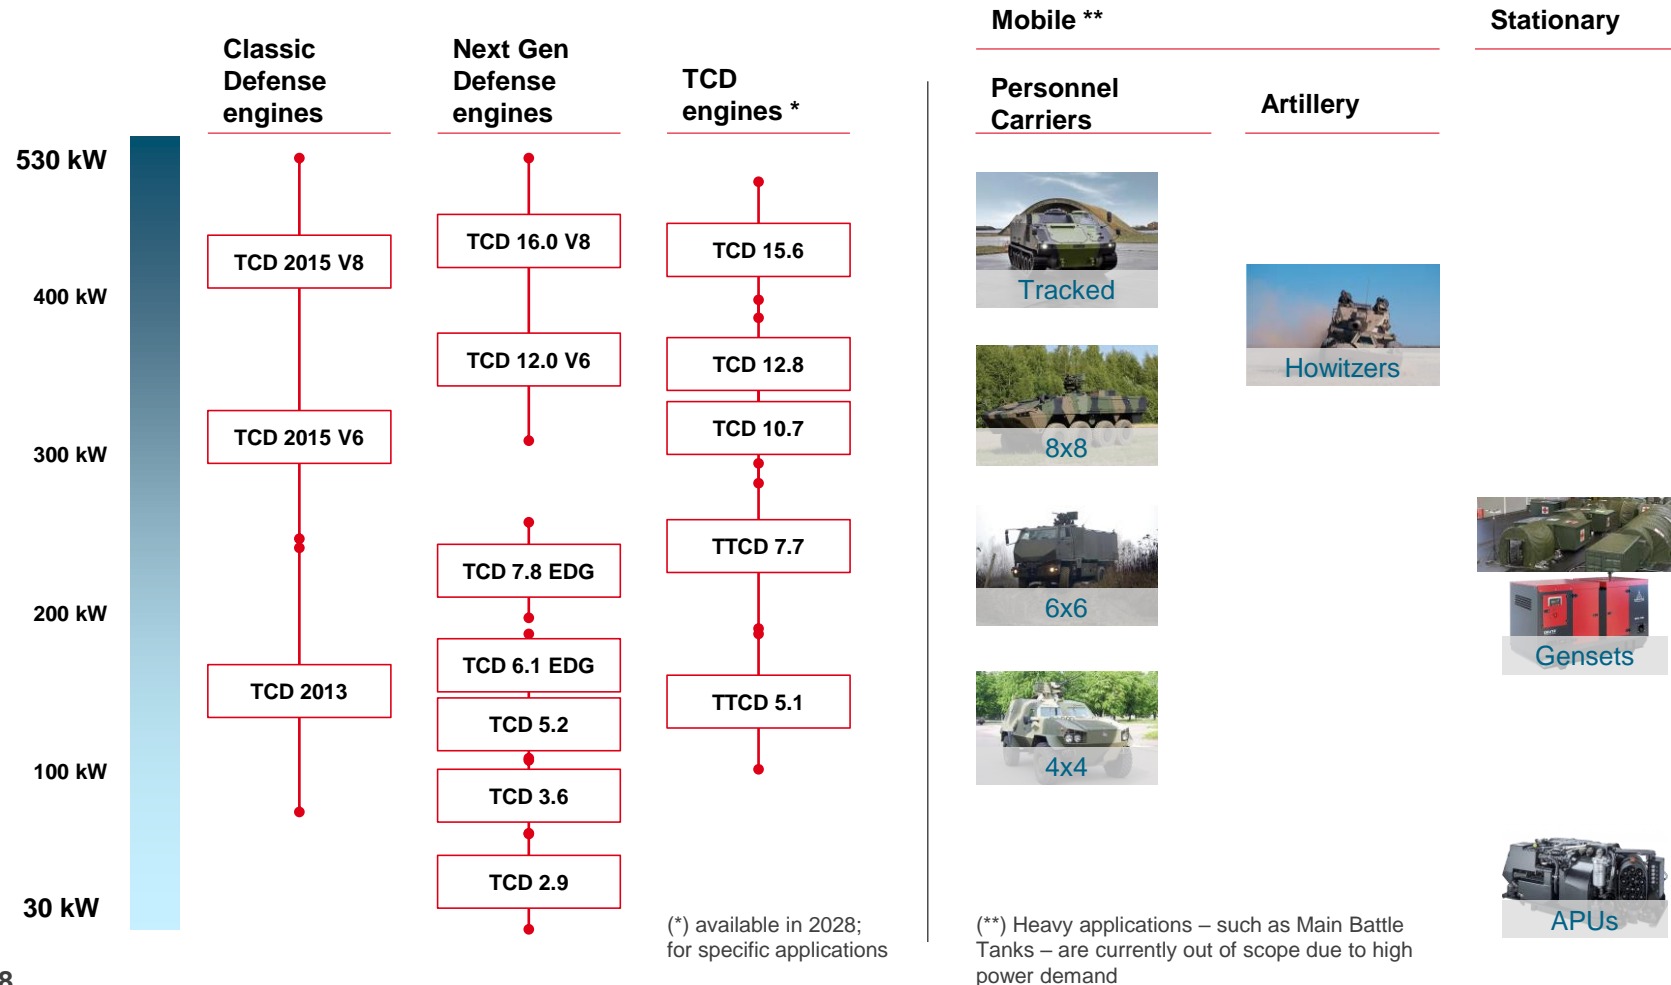 Classic
Defense
engines
Next Gen
Defense
engines
TCD
engines *
Mobile **
Stationary
Personnel
Carriers
Artillery
530 kW
400 kW
300 kW
200 kW
100 kW
30 kW
TCD 2015 V8
TCD 2015 V6
TCD 2013
TCD 16.0 V8
TCD 12.0 V6
TCD 7.8 EDG
TCD 6.1 EDG
TCD 5.2
TCD 3.6
TCD 2.9
TCD 15.6
TCD 12.8
TCD 10.7
TTCD 7.7
TTCD 5.1
Tracked
8x8
6x6
4x4
Howitzers
Gensets
APUs
(*) available in 2028;
for specific applications
(**) Heavy applications – such as Main Battle
Tanks – are currently out of scope due to high
power demand
8